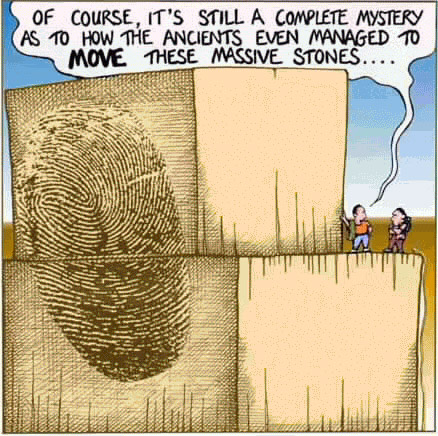 OF COURSE, IT'S STILL A COMPLETE MYSTERY
AS TO HOW THE ANCIENTS EVEN MANAGED TO
MOVE THESE MASSIVE STONES....